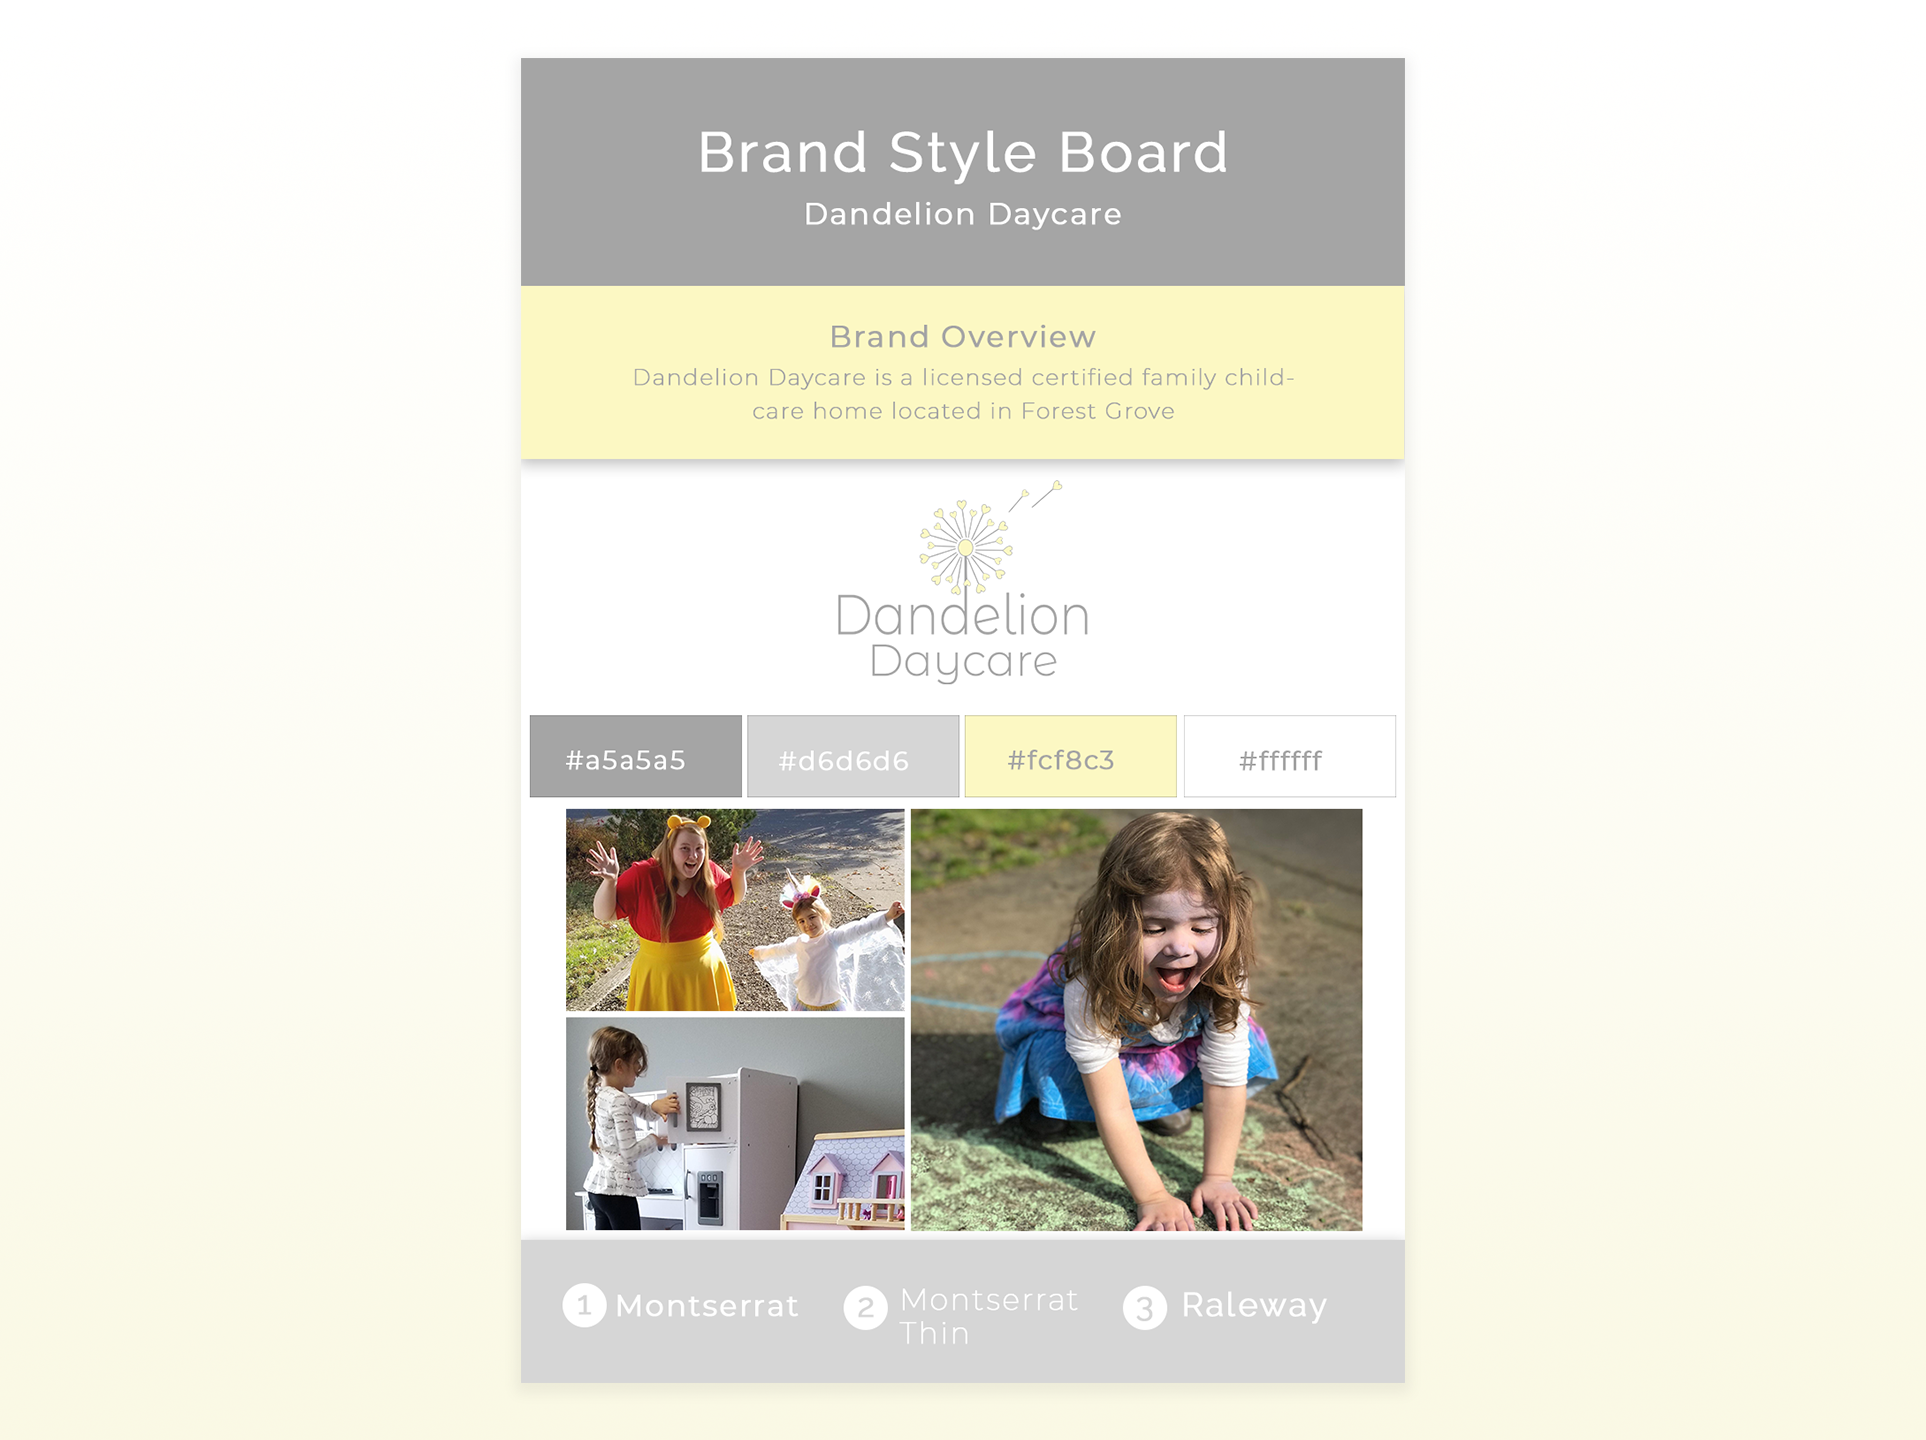 Brand Style Board
Dandelion Daycare
Brand Overview
Dandelion Daycare is a licensed certified family child-
care home located in Forest Grove
Dandelion
Daycare
#a5a5a5
#d6d6d6
#fcf8c3
#ffffff
1 Montserrat
2 Montserrat
Thin
3 Raleway